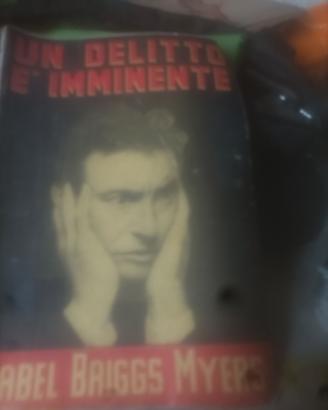 UN DELITTO
E' IMMINENTE
ABEL BRIGGS MYERS